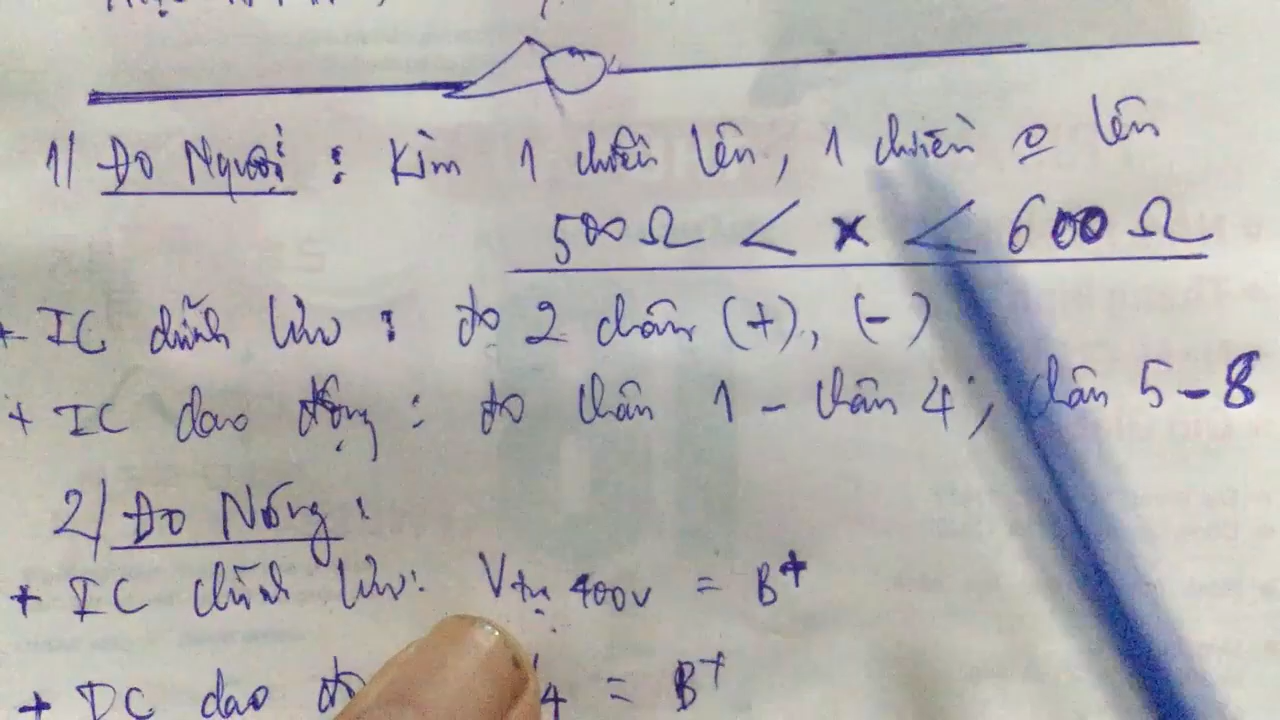 1) Đo Nguội : Kim 1 chiều lên, 1 chiều 0 lên
500Ω < x < 600Ω
+ IC chỉnh lưu : đo 2 chân (+), (-)
+ IC dao động : đo chân 1 - chân 4; chân 5-8
2) Đo Nóng :
+ IC chỉnh lưu: V tụ 400v = B+
+ IC dao 4 = B+